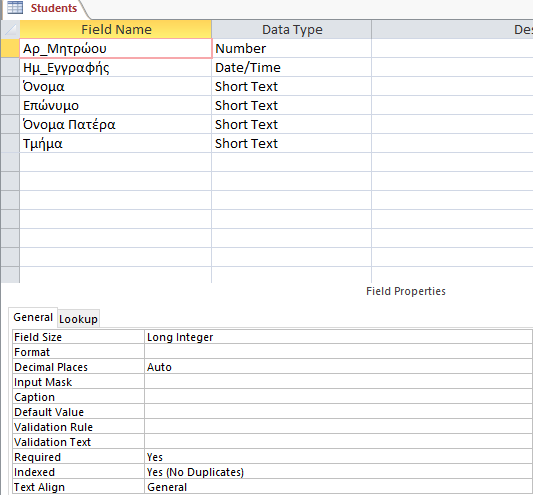 Students
Field Name Data Type Des
Αρ_Μητρώου Number
Ημ_Εγγραφής Date/Time
Όνομα Short Text
Επώνυμο Short Text
Όνομα Πατέρα Short Text
Τμήμα Short Text
Field Properties
General Lookup
Field Size Long Integer
Format
Decimal Places Auto
Input Mask
Caption
Default Value
Validation Rule
Validation Text
Required Yes
Indexed Yes (No Duplicates)
Text Align General